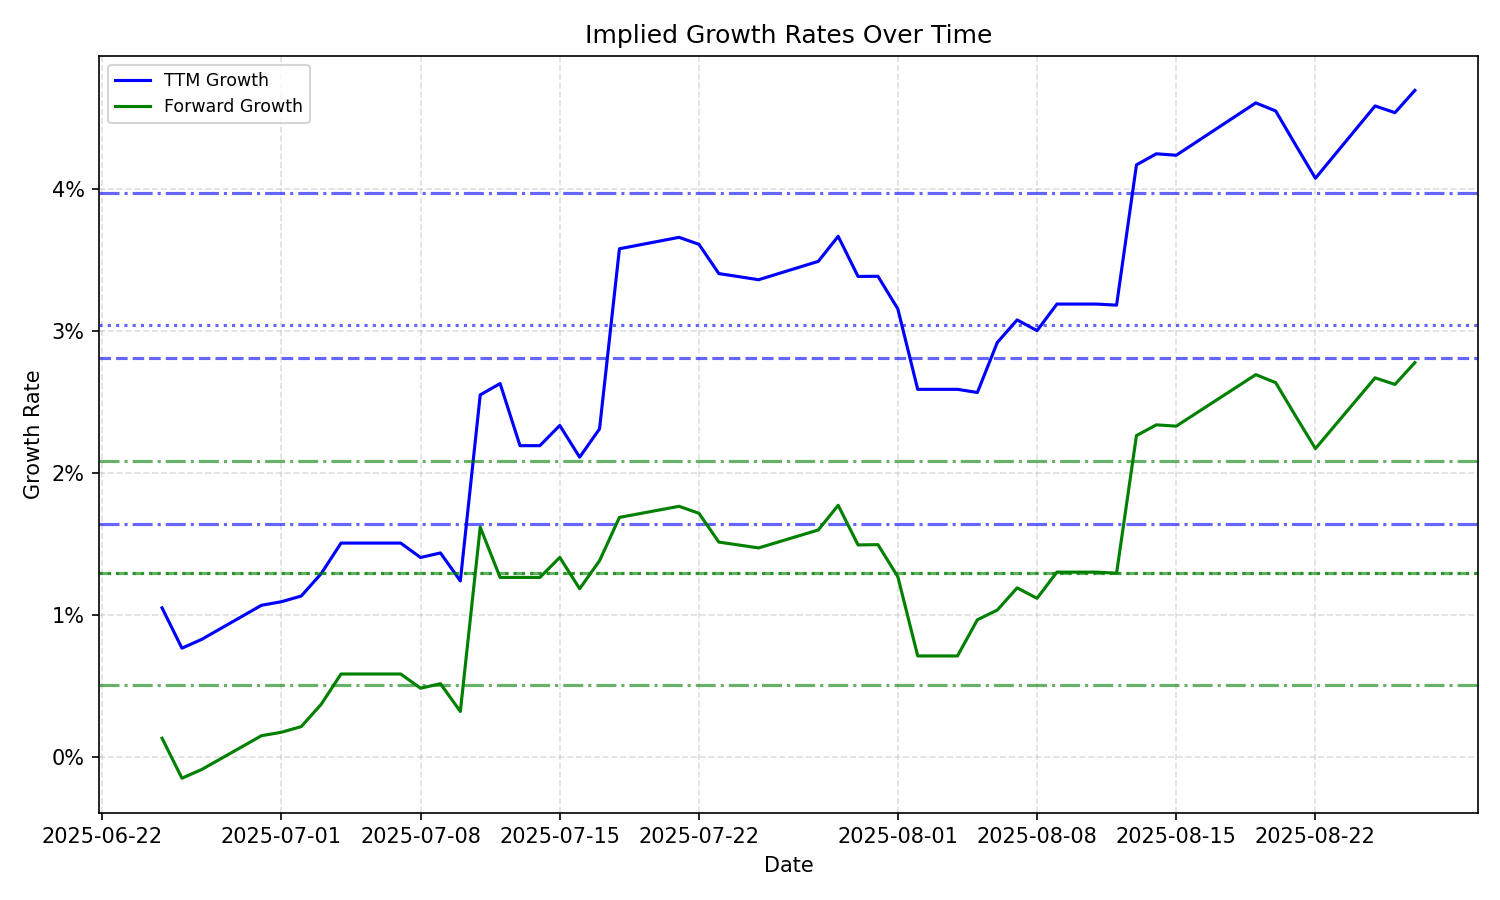 Implied Growth Rates Over Time
TTM Growth
Forward Growth
4%
3%
2%
1%
0%
Growth Rate
2025-06-22
2025-07-01
2025-07-08
2025-07-15
2025-07-22
2025-08-01
2025-08-08
2025-08-15
2025-08-22
Date